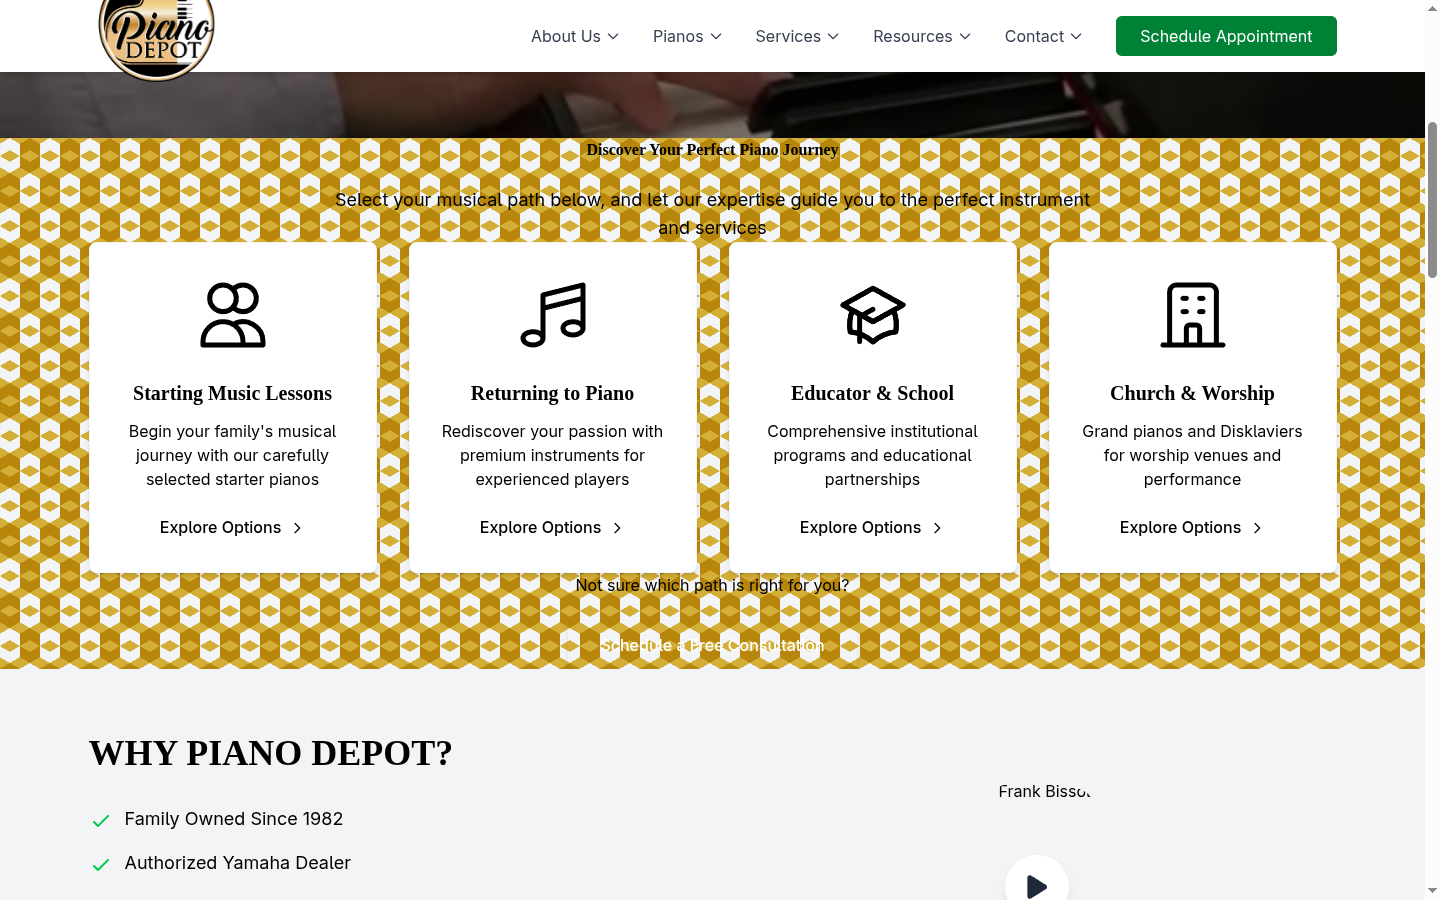 Piano
DEPOT
About Us
Pianos
Services
Resources
Contact
Schedule Appointment
Discover Your Perfect Piano Journey
Select your musical path below, and let our expertise guide you to the perfect instrument
and services
Starting Music Lessons
Begin your family's musical
journey with our carefully
selected starter pianos
Explore Options
Returning to Piano
Rediscover your passion with
premium instruments for
experienced players
Explore Options
Educator & School
Comprehensive institutional
programs and educational
partnerships
Explore Options
Church & Worship
Grand pianos and Disklaviers
for worship venues and
performance
Explore Options
Not sure which path is right for you?
Schedule a Free Consultation
WHY PIANO DEPOT?
Family Owned Since 1982
Authorized Yamaha Dealer
Frank